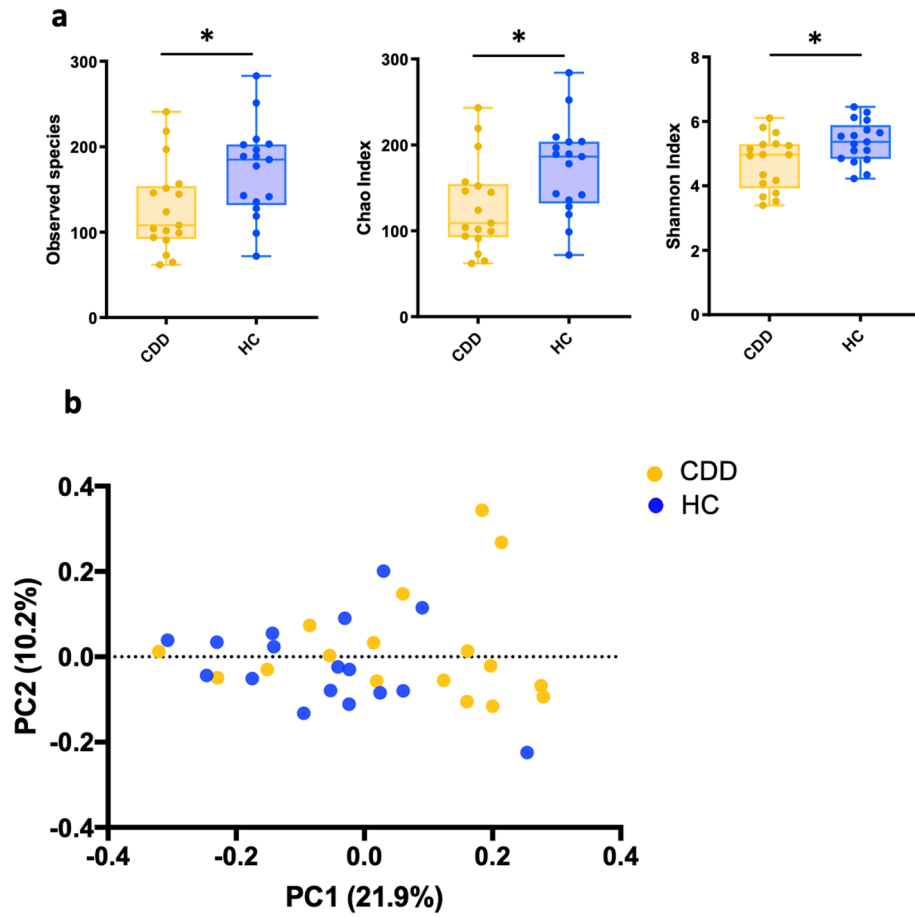 a
*
*
*
Observed species
300
200
100
0
CDD
HC
Chao Index
300
200
100
0
CDD
HC
Shannon Index
8
6
4
2
0
CDD
HC
b
CDD
HC
PC2 (10.2%)
0.4
0.2
0.0
-0.2
-0.4
-0.4
-0.2
0.0
0.2
0.4
PC1 (21.9%)